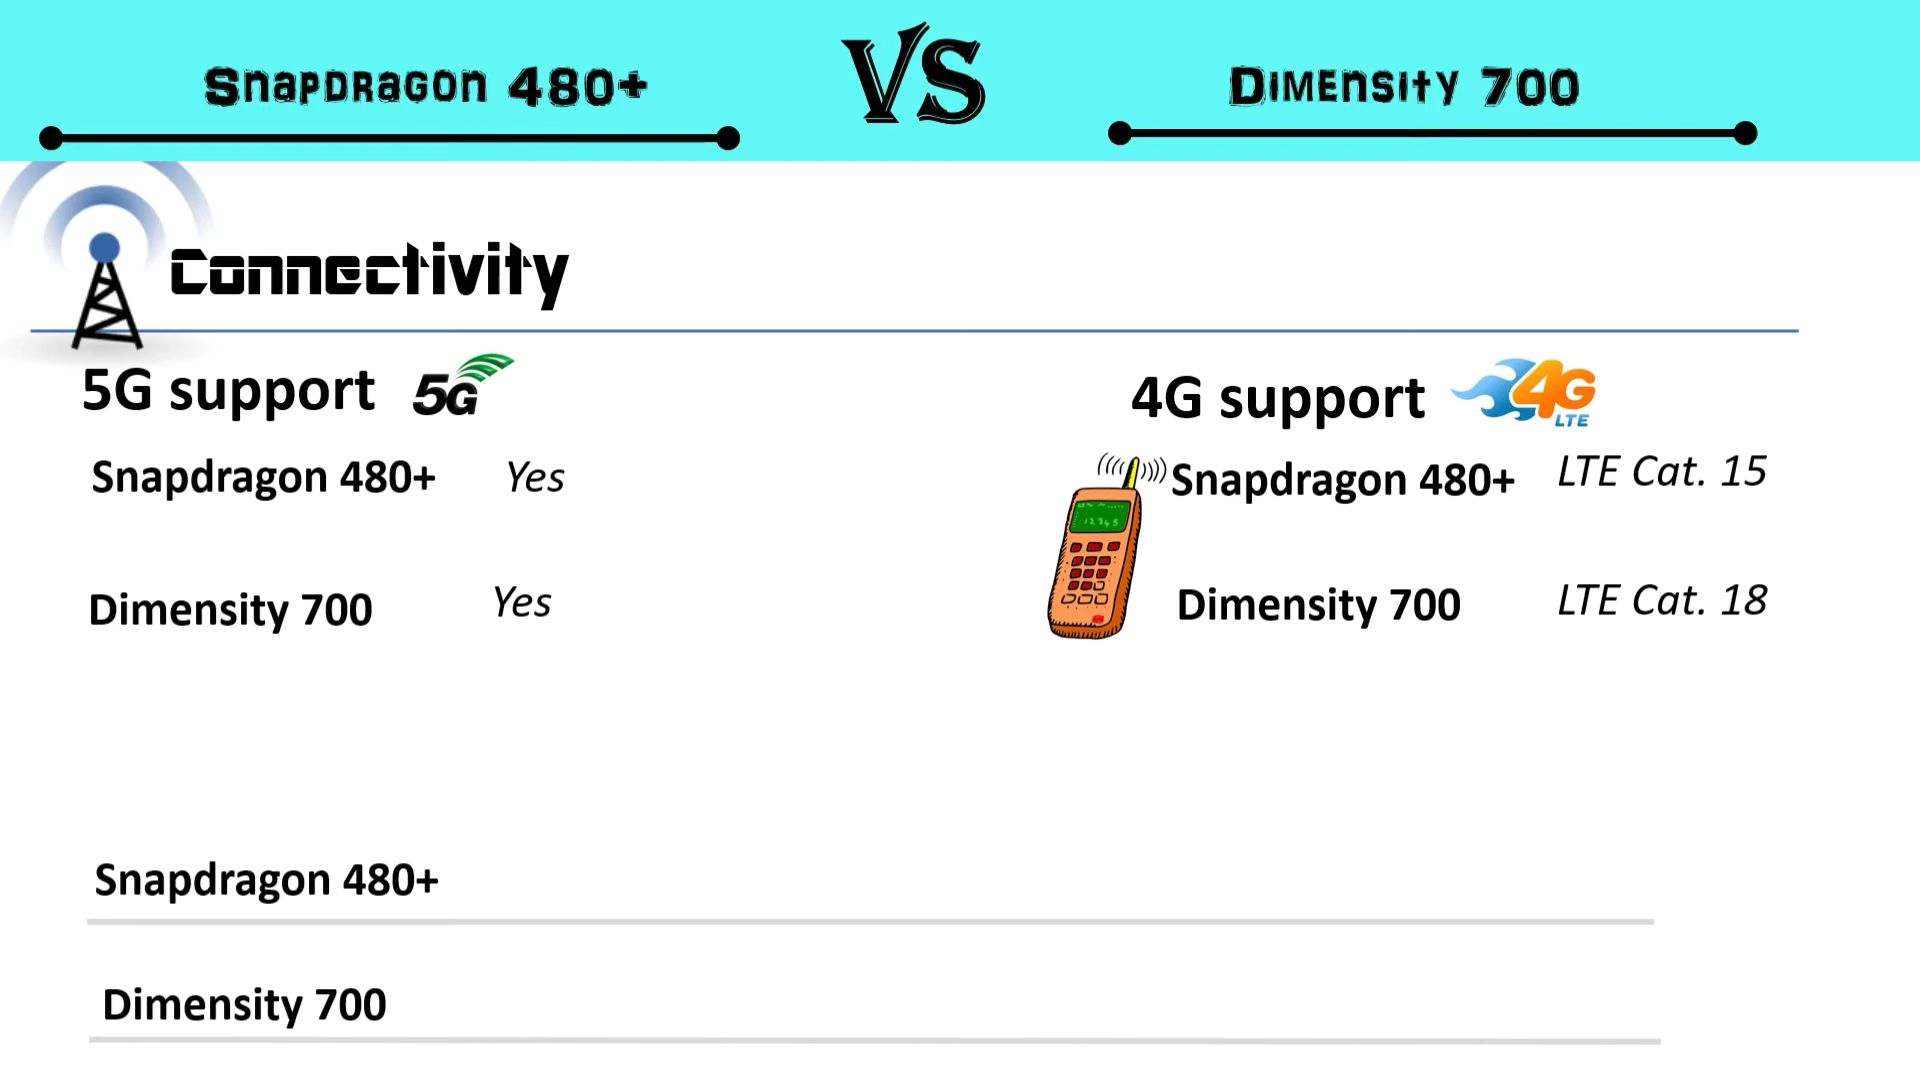 Snapdragon 480+ VS Dimensity 700
Connectivity
5G support 5G
Snapdragon 480+ Yes
Dimensity 700 Yes
4G support 4G LTE
Snapdragon 480+ LTE Cat. 15
12345
Dimensity 700 LTE Cat. 18
Snapdragon 480+
Dimensity 700